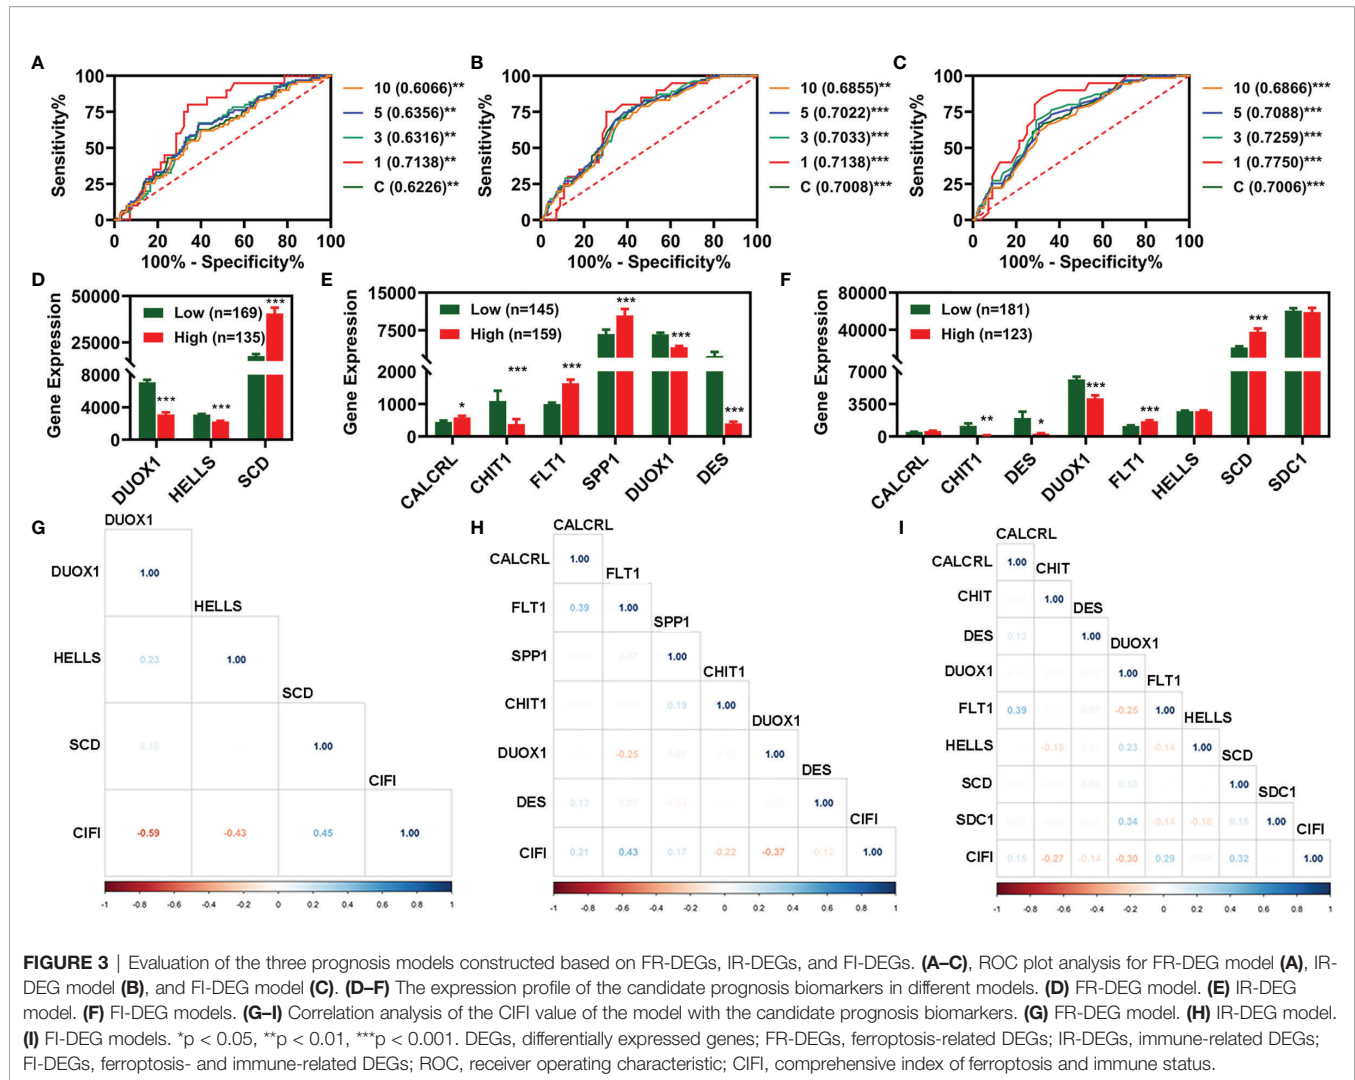 A
100
75
50
25
0
Sensitivity%
0 20 40 60 80 100
100% - Specificity%
10 (0.6066)**
5 (0.6356)**
3 (0.6316)**
1 (0.7138)**
C (0.6226)**
B
100
75
50
25
0
Sensitivity%
0 20 40 60 80 100
100% - Specificity%
10 (0.6855)**
5 (0.7022)***
3 (0.7033)***
1 (0.7138)***
C (0.7008)***
C
100
75
50
25
0
Sensitivity%
0 20 40 60 80 100
100% - Specificity%
10 (0.6866)***
5 (0.7088)***
3 (0.7259)***
1 (0.7750)***
C (0.7006)***
D
Gene Expression
50000
25000
8000
4000
0
Low (n=169)
High (n=135)
*** *** ***
DUOX1 HELLS SCD
E
Gene Expression
15000
7500
2000
1000
0
Low (n=145)
High (n=159)
* *** *** *** *** ***
CALCRL CHIT1 FLT1 SPP1 DUOX1 DES
F
Gene Expression
80000
40000
7000
3500
0
Low (n=181)
High (n=123)
** * *** *** ***
CALCRL CHIT1 DES DUOX1 FLT1 HELLS SCD SDC1
G
DUOX1
DUOX1 1.00
HELLS
HELLS 0.23 1.00
SCD
SCD 0.10 1.00
CIFI
CIFI -0.59 -0.43 0.45 1.00
-1 -0.8 -0.6 -0.4 -0.2 0 0.2 0.4 0.6 0.8 1
H
CALCRL
CALCRL 1.00
FLT1
FLT1 0.39 1.00
SPP1
SPP1 0.07 1.00
CHIT1
CHIT1 0.19 1.00
DUOX1
DUOX1 -0.25 0.07 1.00
DES
DES 0.13 0.07 1.00
CIFI
CIFI 0.21 0.43 0.17 -0.22 -0.37 -0.12 1.00
-1 -0.8 -0.6 -0.4 -0.2 0 0.2 0.4 0.6 0.8 1
I
CALCRL
CALCRL 1.00
CHIT
CHIT 1.00
DES
DES 0.13 1.00
DUOX1
DUOX1 1.00
FLT1
FLT1 0.39 0.07 -0.25 1.00
HELLS
HELLS -0.15 0.23 -0.14 1.00
SCD
SCD 0.10 1.00
SDC1
SDC1 0.34 -0.14 -0.16 0.16 1.00
CIFI
CIFI 0.15 -0.27 -0.14 -0.30 0.29 0.32 1.00
-1 -0.8 -0.6 -0.4 -0.2 0 0.2 0.4 0.6 0.8 1
FIGURE 3 | Evaluation of the three prognosis models constructed based on FR-DEGs, IR-DEGs, and FI-DEGs. (A–C), ROC plot analysis for FR-DEG model (A), IR-
DEG model (B), and FI-DEG model (C). (D–F) The expression profile of the candidate prognosis biomarkers in different models. (D) FR-DEG model. (E) IR-DEG
model. (F) FI-DEG models. (G–I) Correlation analysis of the CIFI value of the model with the candidate prognosis biomarkers. (G) FR-DEG model. (H) IR-DEG model.
(I) FI-DEG models. *p < 0.05, **p < 0.01, ***p < 0.001. DEGs, differentially expressed genes; FR-DEGs, ferroptosis-related DEGs; IR-DEGs, immune-related DEGs;
FI-DEGs, ferroptosis- and immune-related DEGs; ROC, receiver operating characteristic; CIFI, comprehensive index of ferroptosis and immune status.